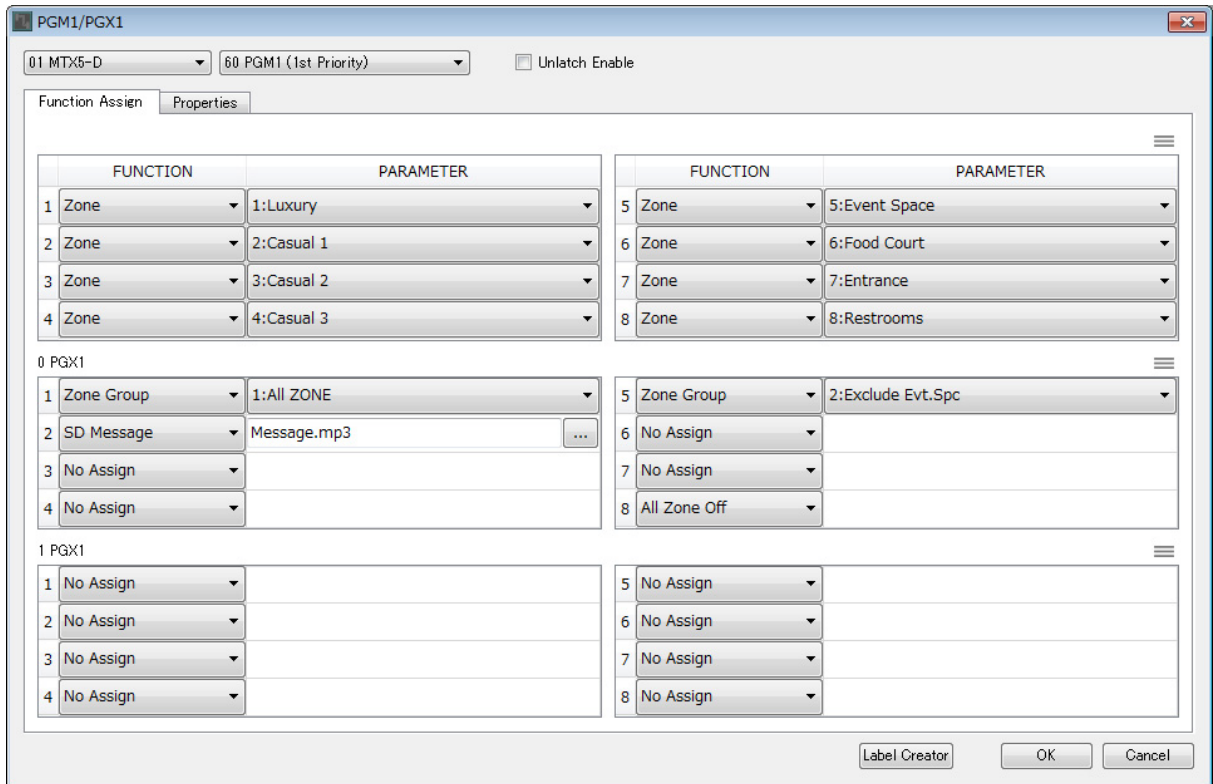 PGM1/PGX1
01 MTX5-D 60 PGM1 (1st Priority) Unlatch Enable
Function Assign Properties
FUNCTION PARAMETER FUNCTION PARAMETER
1 Zone 1:Luxury 5 Zone 5:Event Space
2 Zone 2:Casual 1 6 Zone 6:Food Court
3 Zone 3:Casual 2 7 Zone 7:Entrance
4 Zone 4:Casual 3 8 Zone 8:Restrooms
0 PGX1
1 Zone Group 1:All ZONE 5 Zone Group 2:Exclude Evt.Spc
2 SD Message Message.mp3 ... 6 No Assign
3 No Assign 7 No Assign
4 No Assign 8 All Zone Off
1 PGX1
1 No Assign 5 No Assign
2 No Assign 6 No Assign
3 No Assign 7 No Assign
4 No Assign 8 No Assign
Label Creator OK Cancel